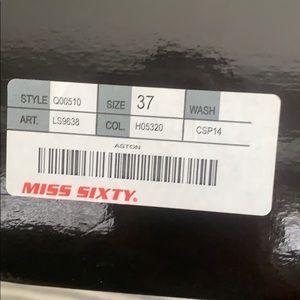 STYLE Q00510 SIZE 37 WASH
ART. LS9638 COL. H05320 CSP14
ASTON
MISS SIXTY®